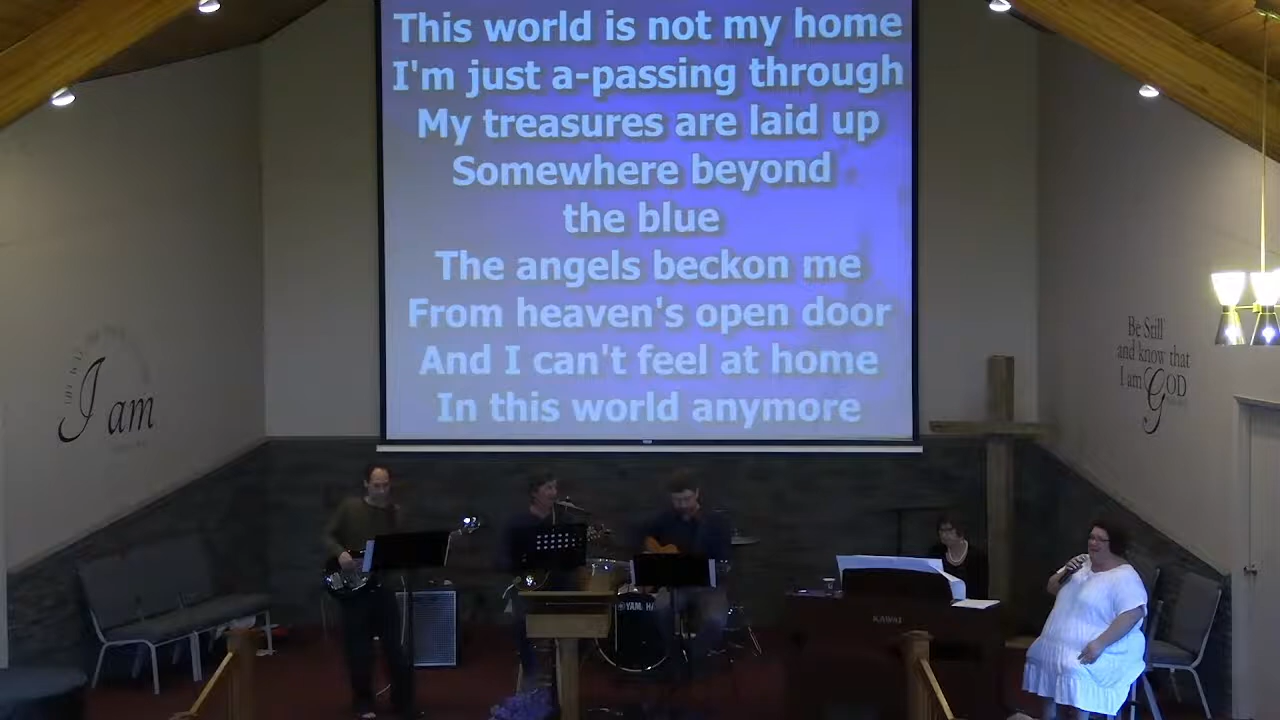 This world is not my home
I'm just a-passing through
My treasures are laid up
Somewhere beyond
the blue
The angels beckon me
From heaven's open door
And I can't feel at home
In this world anymore
I am
Be Still
and know that
I am GOD
YAMAHA
KAWAI